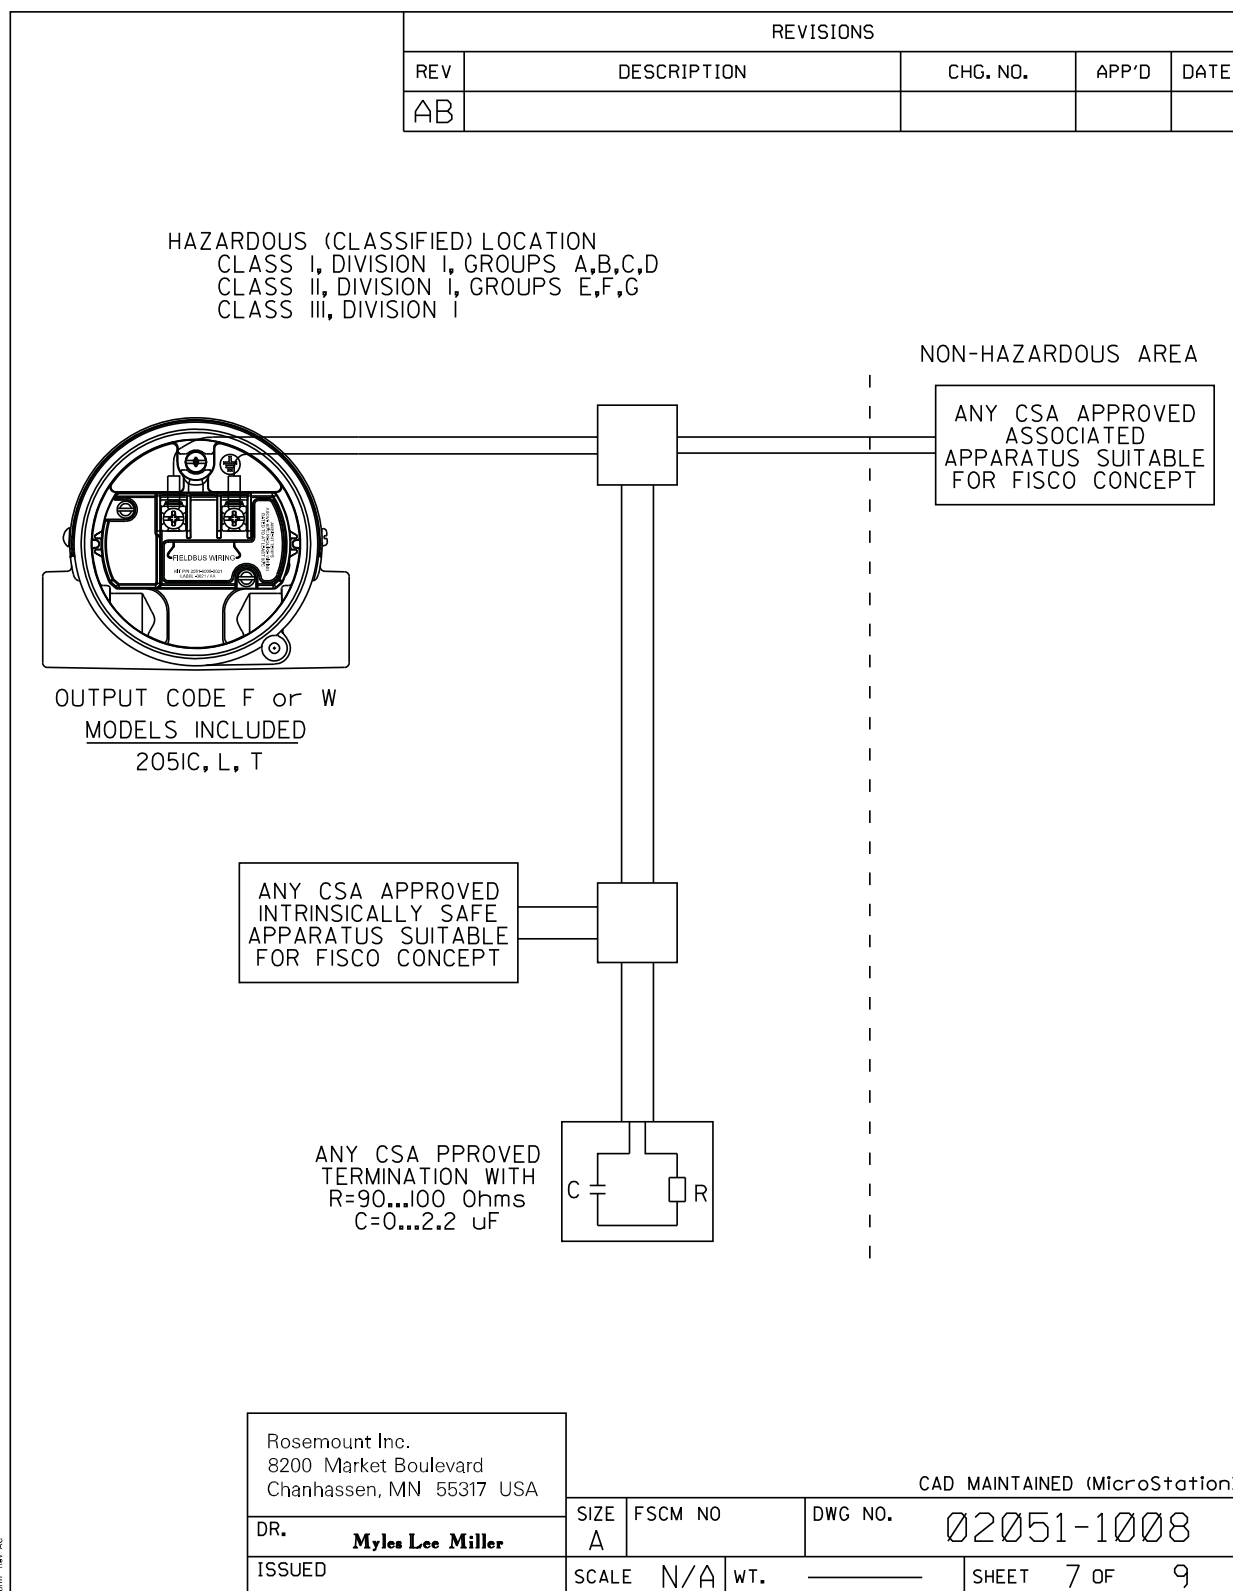 REVISIONS
REV DESCRIPTION CHG. NO. APP'D DATE
AB
HAZARDOUS (CLASSIFIED) LOCATION
CLASS I, DIVISION I, GROUPS A,B,C,D
CLASS II, DIVISION I, GROUPS E,F,G
CLASS III, DIVISION I
NON-HAZARDOUS AREA
ANY CSA APPROVED
ASSOCIATED
APPARATUS SUITABLE
FOR FISCO CONCEPT
FIELDBUS WIRING
OUTPUT CODE F or W
MODELS INCLUDED
2051C, L, T
ANY CSA APPROVED
INTRINSICALLY SAFE
APPARATUS SUITABLE
FOR FISCO CONCEPT
ANY CSA PPROVED
TERMINATION WITH
R=90...100 Ohms
C=0...2.2 uF
C
R
Rosemount Inc.
8200 Market Boulevard
Chanhassen, MN 55317 USA
CAD MAINTAINED (MicroStation)
DR. Myles Lee Miller
SIZE A
FSCM NO
DWG NO. 02051-1008
ISSUED
SCALE N/A WT. SHEET 7 OF 9